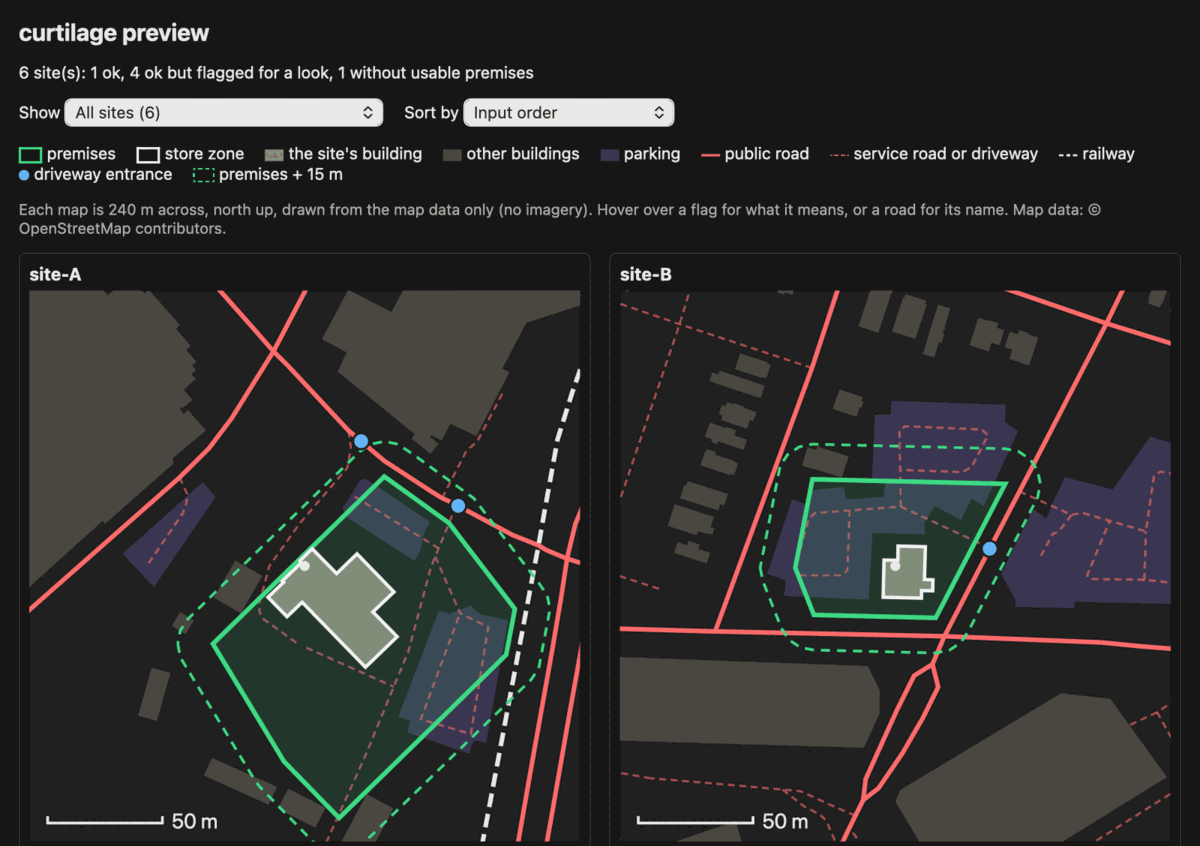 curtilage preview
6 site(s): 1 ok, 4 ok but flagged for a look, 1 without usable premises
Show All sites (6) Sort by Input order
premises store zone the site's building other buildings parking public road service road or driveway railway
driveway entrance premises + 15 m
Each map is 240 m across, north up, drawn from the map data only (no imagery). Hover over a flag for what it means, or a road for its name. Map data: ©
OpenStreetMap contributors.
site-A
50 m
site-B
50 m